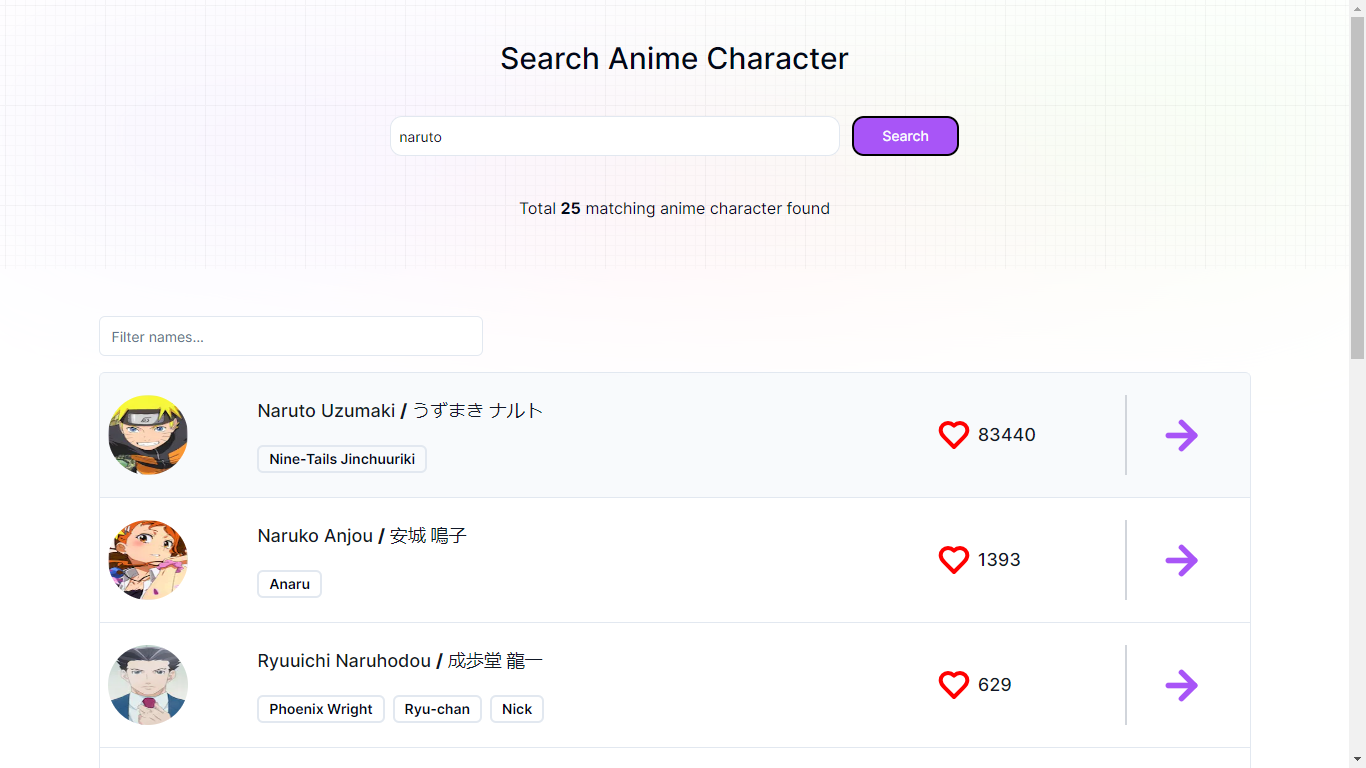 Search Anime Character
naruto
Search
Total 25 matching anime character found
Filter names...
Naruto Uzumaki / うずまき ナルト
Nine-Tails Jinchuuriki
83440
Naruko Anjou / 安城 鳴子
Anaru
1393
Ryuuichi Naruhodou / 成歩堂 龍一
Phoenix Wright Ryu-chan Nick
629